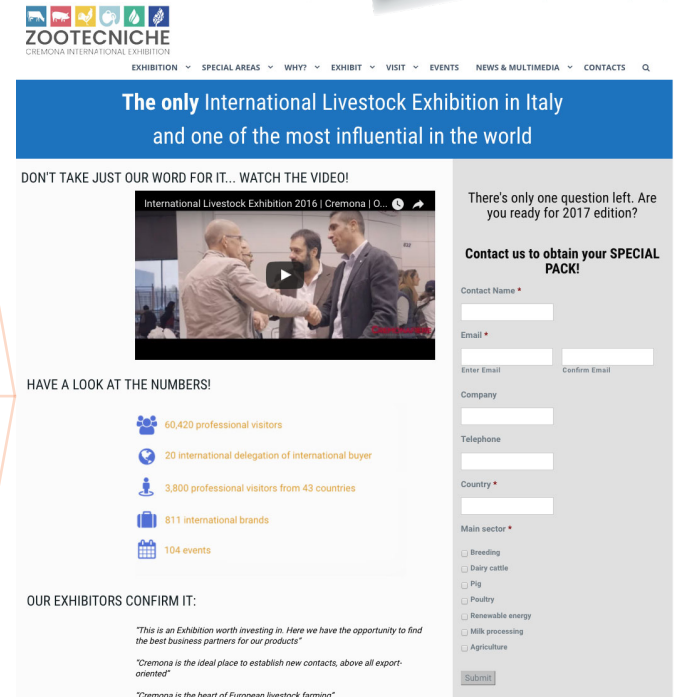 ZOOTECNICHE
CREMONA INTERNATIONAL EXHIBITION
EXHIBITION SPECIAL AREAS WHY? EXHIBIT VISIT EVENTS NEWS & MULTIMEDIA CONTACTS
The only International Livestock Exhibition in Italy
and one of the most influential in the world
DON'T TAKE JUST OUR WORD FOR IT... WATCH THE VIDEO!
International Livestock Exhibition 2016 | Cremona | O...
HAVE A LOOK AT THE NUMBERS!
60,420 professional visitors
20 international delegation of international buyer
3,800 professional visitors from 43 countries
811 international brands
104 events
OUR EXHIBITORS CONFIRM IT:
"This is an Exhibition worth investing in. Here we have the opportunity to find
the best business partners for our products"
"Cremona is the ideal place to establish new contacts, above all export-
oriented"
"Cremona is the heart of European livestock farming"
There's only one question left. Are
you ready for 2017 edition?
Contact us to obtain your SPECIAL
PACK!
Contact Name *
Email *
Enter Email Confirm Email
Company
Telephone
Country *
Main sector *
Breeding
Dairy cattle
Pig
Poultry
Renewable energy
Milk processing
Agriculture
Submit